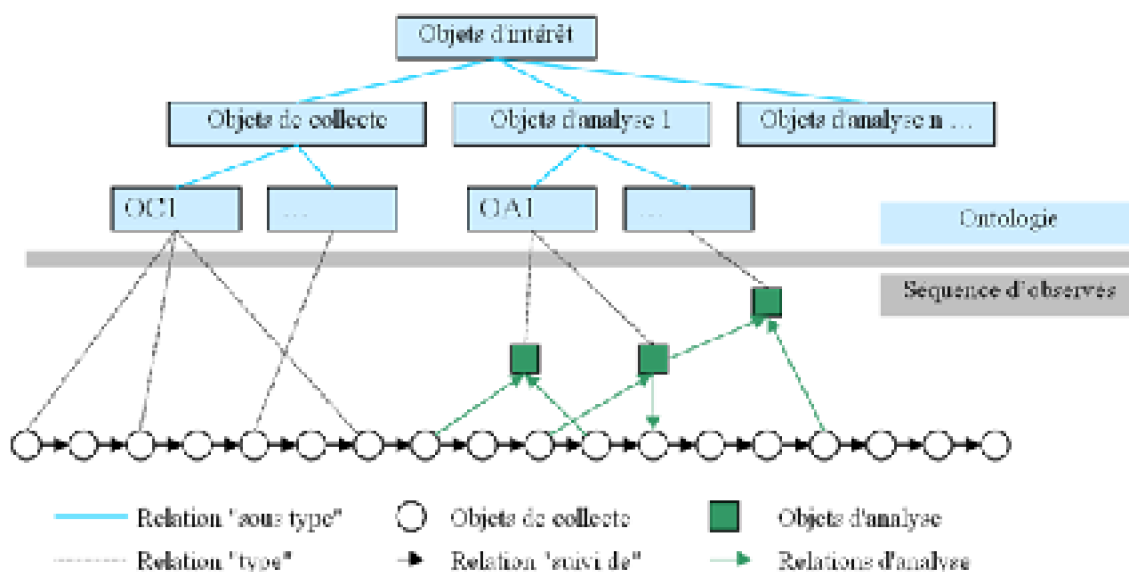 Objets d'intérêt
Objets de collecte
Objets d'analyse 1
Objets d'analyse n ...
OC1
...
OA1
...
Ontologie
Séquence d'observés
Relation "sous type"
Objets de collecte
Objets d'analyse
Relation "type"
Relation "suivi de"
Relations d'analyse